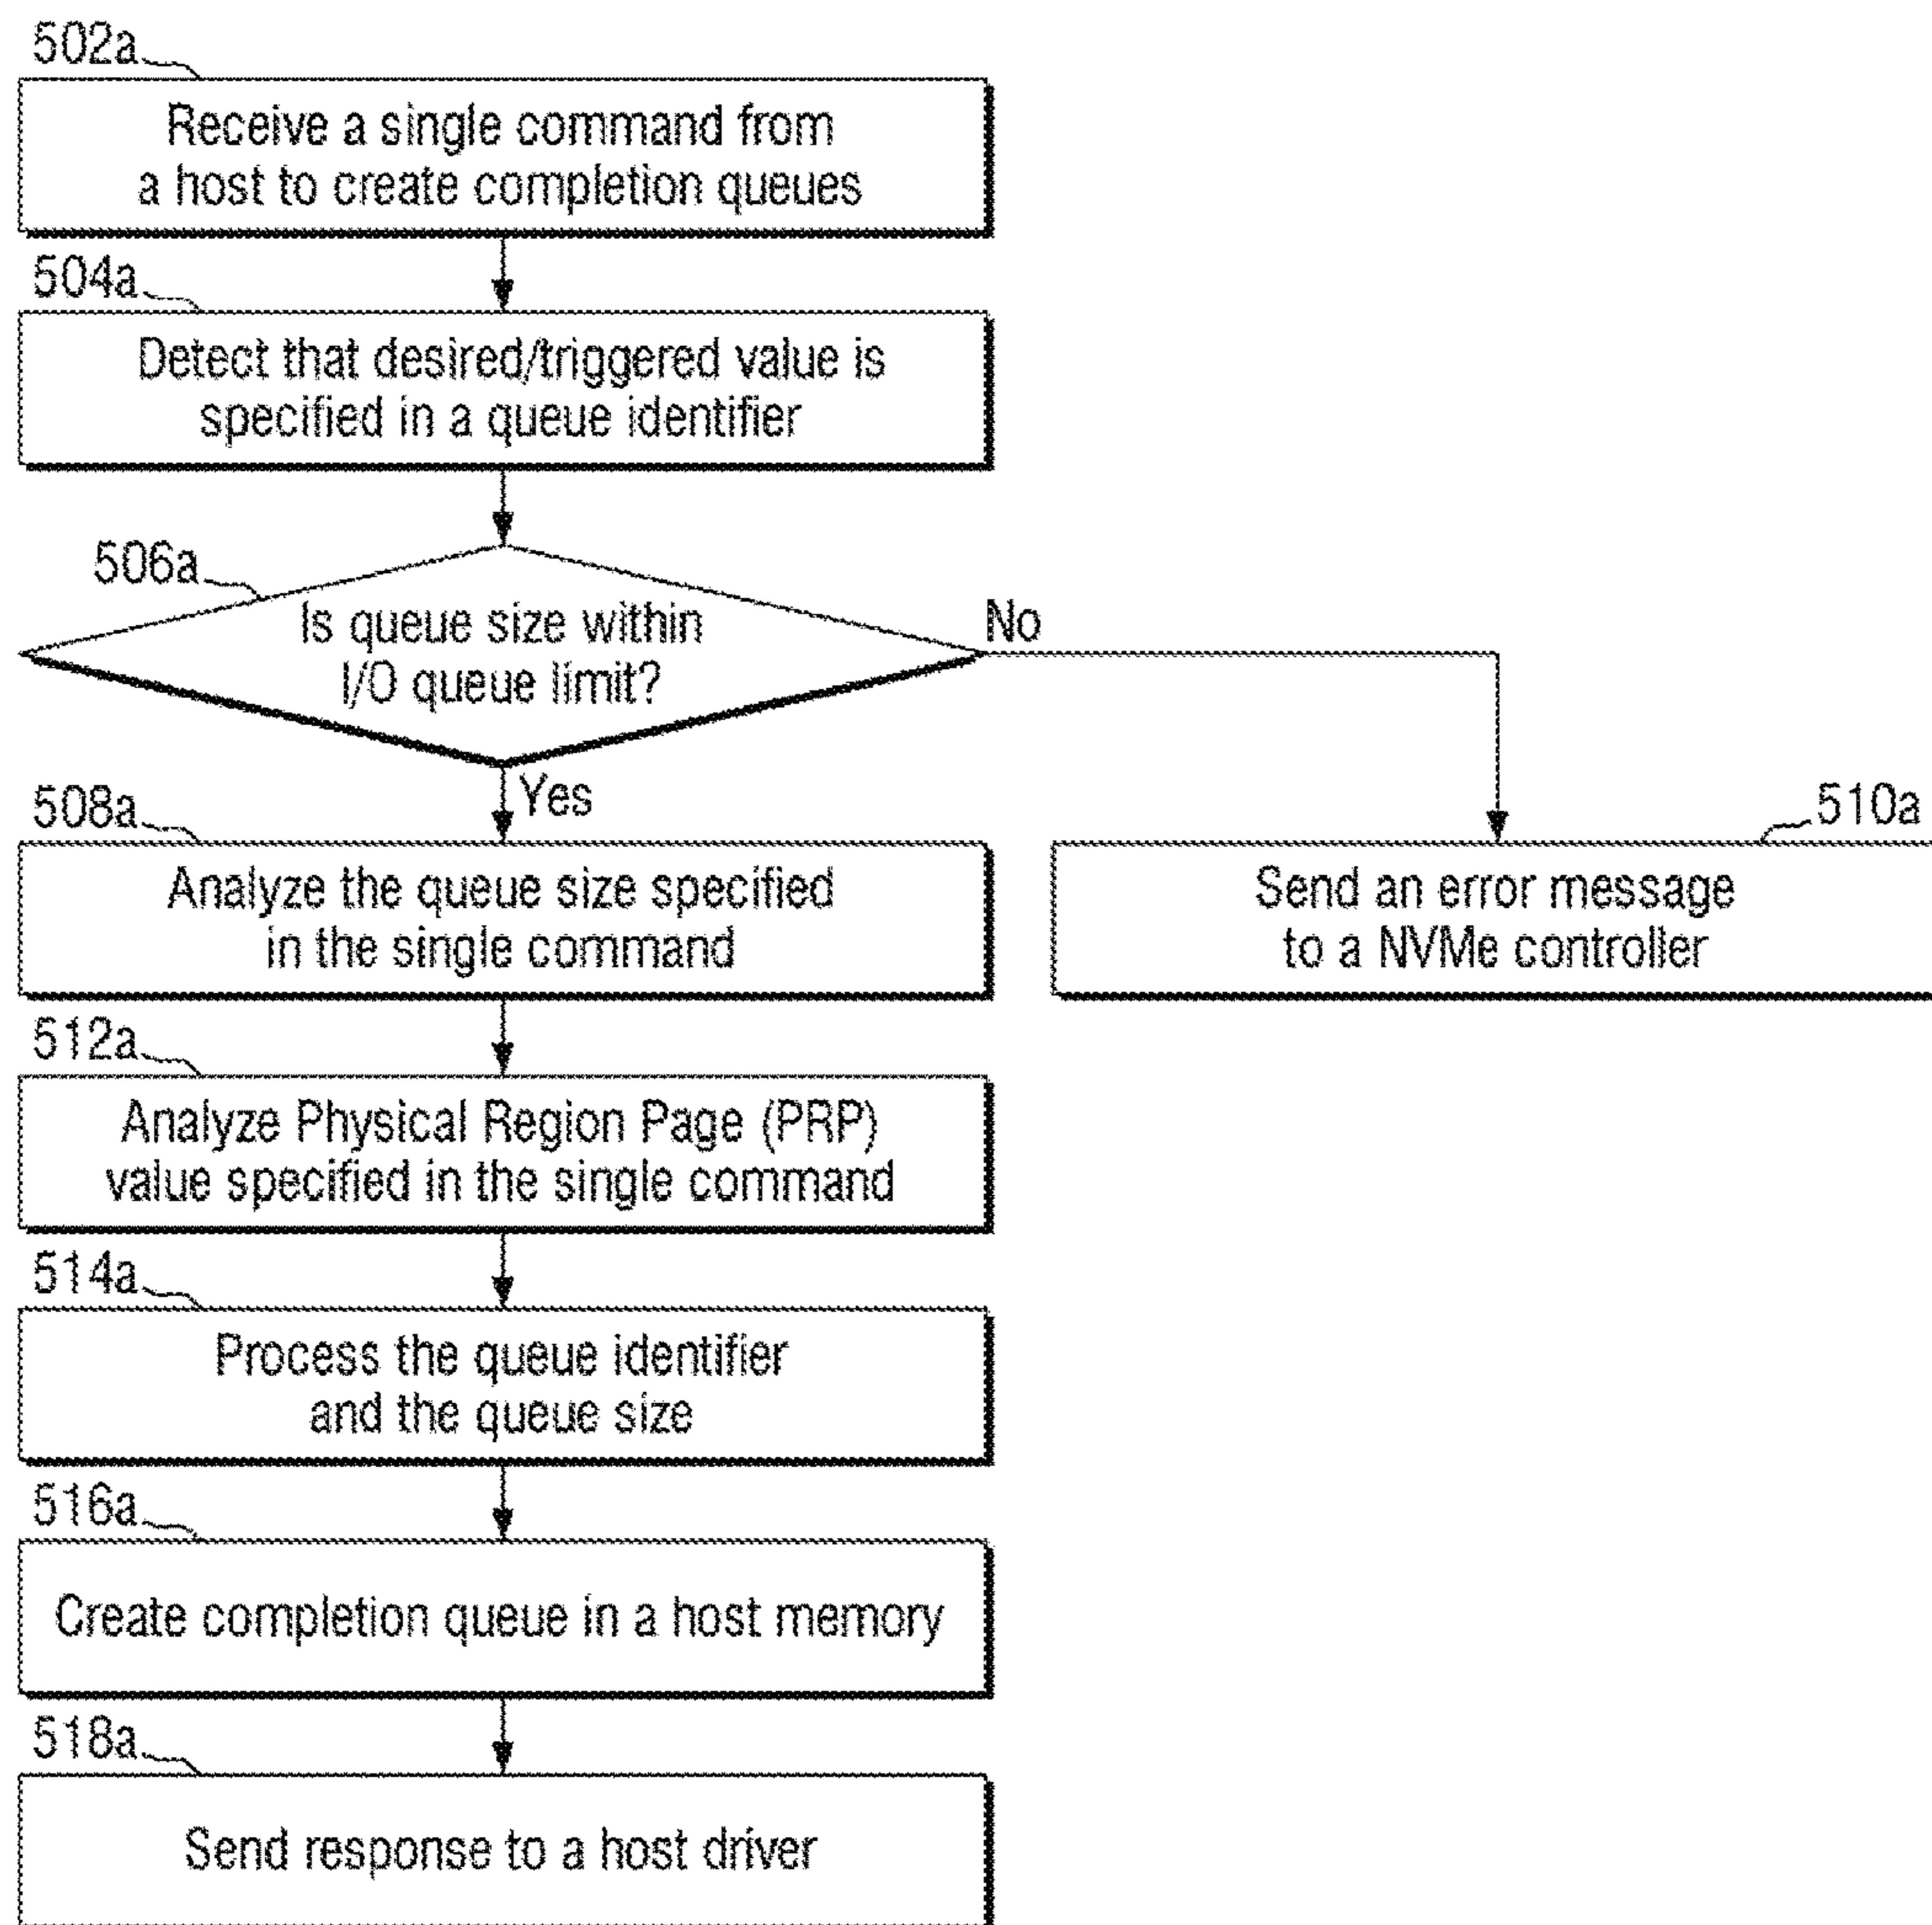 502a
Receive a single command from
a host to create completion queues
504a
Detect that desired/triggered value is
specified in a queue identifier
506a
Is queue size within
I/O queue limit?
No
Yes
508a
Analyze the queue size specified
in the single command
510a
Send an error message
to a NVMe controller
512a
Analyze Physical Region Page (PRP)
value specified in the single command
514a
Process the queue identifier
and the queue size
516a
Create completion queue in a host memory
518a
Send response to a host driver